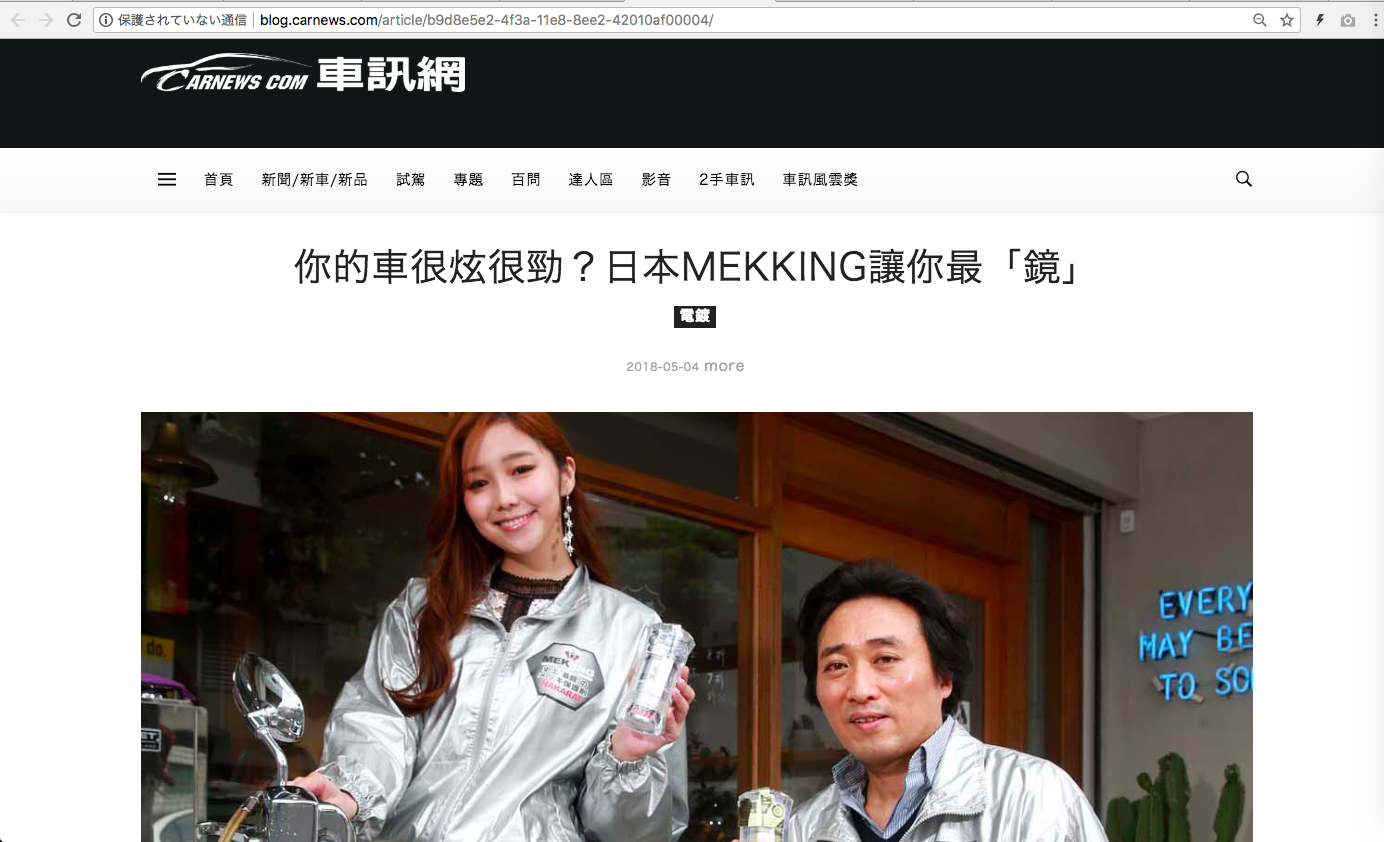 保護されていない通信
blog.carnews.com/article/b9d8e5e2-4f3a-11e8-8ee2-42010af00004/
CARNEWS COM 車訊網
首頁 新聞/新車/新品 試駕 專題 百問 達人區 影音 2手車訊 車訊風雲獎
你的車很炫很勁？日本MEKKING讓你最「鏡」
電鍍
2018-05-04 more
do.
MEK
NAKARAI
EVERY
MAY BE
TO SO